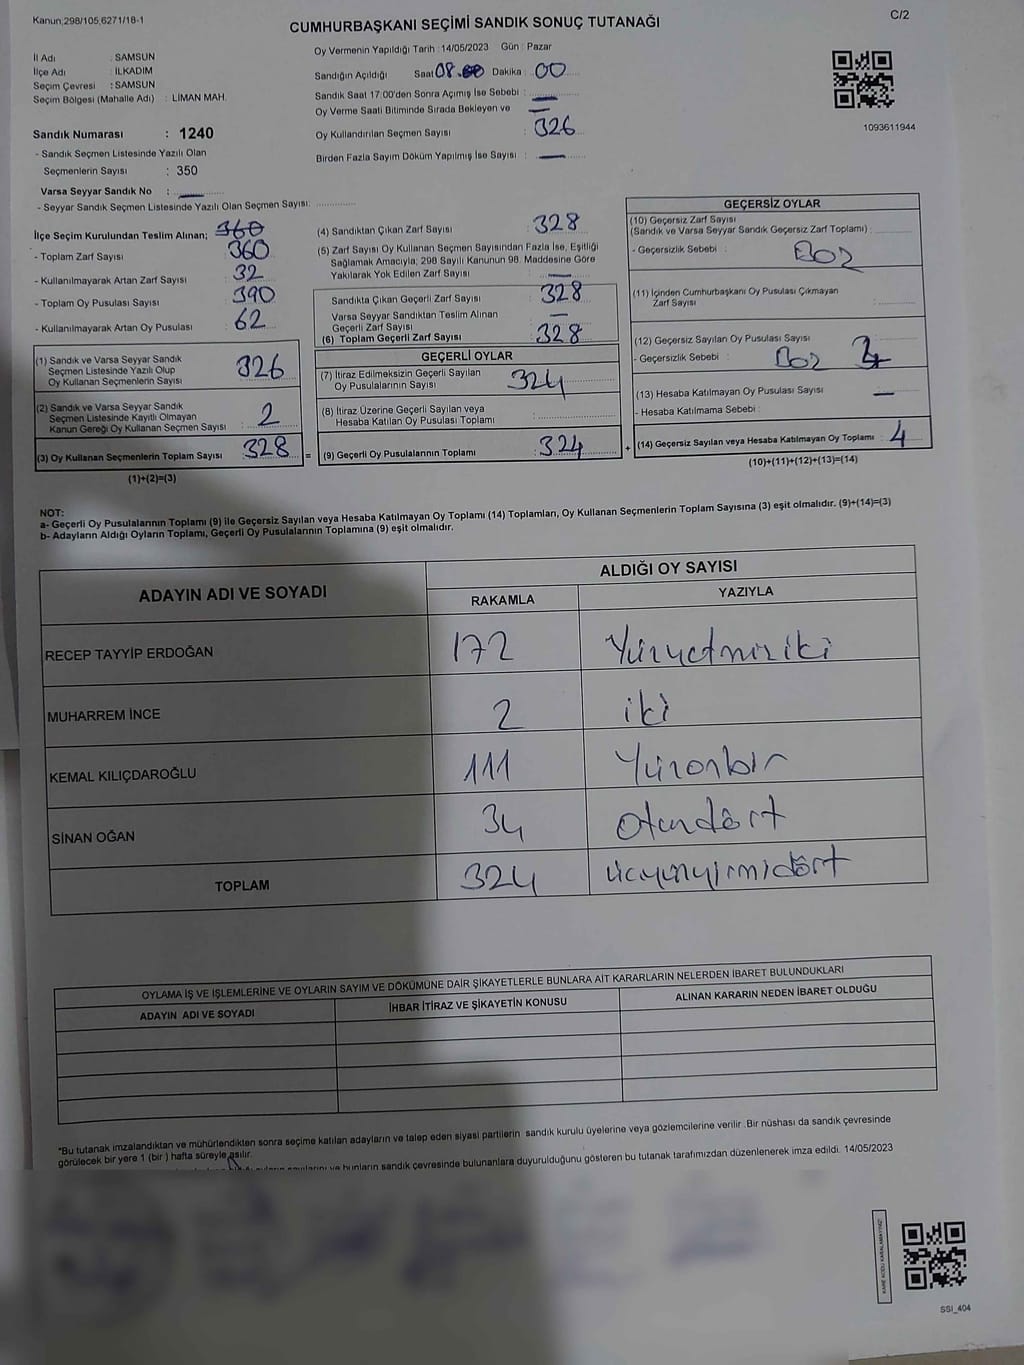 Kanun,298/105,6271/18-1
C/2
CUMHURBAŞKANI SEÇİMİ SANDIK SONUÇ TUTANAĞI
İl Adı : SAMSUN
İlçe Adı : İLKADIM
Seçim Çevresi : SAMSUN
Seçim Bölgesi (Mahalle Adı) : LİMAN MAH.
Oy Vermenin Yapıldığı Tarih : 14/05/2023 Gün : Pazar
Sandığın Açıldığı Saat 08.00 Dakika : 00
Sandık Saat 17:00'den Sonra Açımış İse Sebebi : —
Oy Verme Saati Bitiminde Sırada Bekleyen ve —
Oy Kullandırılan Seçmen Sayısı : 326
Birden Fazla Sayım Döküm Yapılmış İse Sayısı : —
1093611944
Sandık Numarası : 1240
- Sandık Seçmen Listesinde Yazılı Olan
Seçmenlerin Sayısı : 350
Varsa Seyyar Sandık No : —
- Seyyar Sandık Seçmen Listesinde Yazılı Olan Seçmen Sayısı:
İlçe Seçim Kurulundan Teslim Alınan; 360
- Toplam Zarf Sayısı 360
- Kullanılmayarak Artan Zarf Sayısı 32
- Toplam Oy Pusulası Sayısı 390
- Kullanılmayarak Artan Oy Pusulası 62
(1) Sandık ve Varsa Seyyar Sandık
Seçmen Listesinde Yazılı Olup
Oy Kullanan Seçmenlerin Sayısı 326
(2) Sandık ve Varsa Seyyar Sandık
Seçmen Listesinde Kayıtlı Olmayan
Kanun Gereği Oy Kullanan Seçmen Sayısı : 2
(3) Oy Kullanan Seçmenlerin Toplam Sayısı : 328 =
(1)+(2)=(3)
(4) Sandıktan Çıkan Zarf Sayısı : 328
(5) Zarf Sayısı Oy Kullanan Seçmen Sayısından Fazla İse, Eşitliği
Sağlamak Amacıyla; 298 Sayılı Kanunun 98. Maddesine Göre
Yakılarak Yok Edilen Zarf Sayısı : —
Sandıkta Çıkan Geçerli Zarf Sayısı : 328
Varsa Seyyar Sandıktan Teslim Alınan
Geçerli Zarf Sayısı : —
(6) Toplam Geçerli Zarf Sayısı : 328
GEÇERLİ OYLAR
(7) İtiraz Edilmeksizin Geçerli Sayılan
Oy Pusulalarının Sayısı 324
(8) İtiraz Üzerine Geçerli Sayılan veya
Hesaba Katılan Oy Pusulası Toplamı :
(9) Geçerli Oy Pusulalarının Toplamı : 324 +
GEÇERSİZ OYLAR
(10) Geçersiz Zarf Sayısı
(Sandık ve Varsa Seyyar Sandık Geçersiz Zarf Toplamı) :
- Geçersizlik Sebebi :
(11) İçinden Cumhurbaşkanı Oy Pusulası Çıkmayan
Zarf Sayısı :
(12) Geçersiz Sayılan Oy Pusulası Sayısı
- Geçersizlik Sebebi : 4
(13) Hesaba Katılmayan Oy Pusulası Sayısı : —
- Hesaba Katılmama Sebebi :
(14) Geçersiz Sayılan veya Hesaba Katılmayan Oy Toplamı : 4
(10)+(11)+(12)+(13)=(14)
NOT:
a- Geçerli Oy Pusulalarının Toplamı (9) ile Geçersiz Sayılan veya Hesaba Katılmayan Oy Toplamı (14) Toplamları, Oy Kullanan Seçmenlerin Toplam Sayısına (3) eşit olmalıdır. (9)+(14)=(3)
b- Adayların Aldığı Oyların Toplamı, Geçerli Oy Pusulalarının Toplamına (9) eşit olmalıdır.
ADAYIN ADI VE SOYADI
ALDIĞI OY SAYISI
RAKAMLA YAZIYLA
RECEP TAYYİP ERDOĞAN 172 Yüzyetmişiki
MUHARREM İNCE 2 iki
KEMAL KILIÇDAROĞLU 111 Yüzonbir
SİNAN OĞAN 34 otuzdört
TOPLAM 324 üçyüzyirmidört
OYLAMA İŞ VE İŞLEMLERİNE VE OYLARIN SAYIM VE DÖKÜMÜNE DAİR ŞİKAYETLERLE BUNLARA AİT KARARLARIN NELERDEN İBARET BULUNDUKLARI
ADAYIN ADI VE SOYADI İHBAR İTİRAZ VE ŞİKAYETİN KONUSU ALINAN KARARIN NEDEN İBARET OLDUĞU
*Bu tutanak imzalandıktan ve mühürlendikten sonra seçime katılan adayların ve talep eden siyasi partilerin sandık kurulu üyelerine veya gözlemcilerine verilir .Bir nüshası da sandık çevresinde
görülecek bir yere 1 (bir ) hafta süreyle asılır.
ve bunların sandık çevresinde bulunanlara duyurulduğunu gösteren bu tutanak tarafımızdan düzenlenerek imza edildi. 14/05/2023
KARE KODU KARALAMAYINIZ!
SSI_404